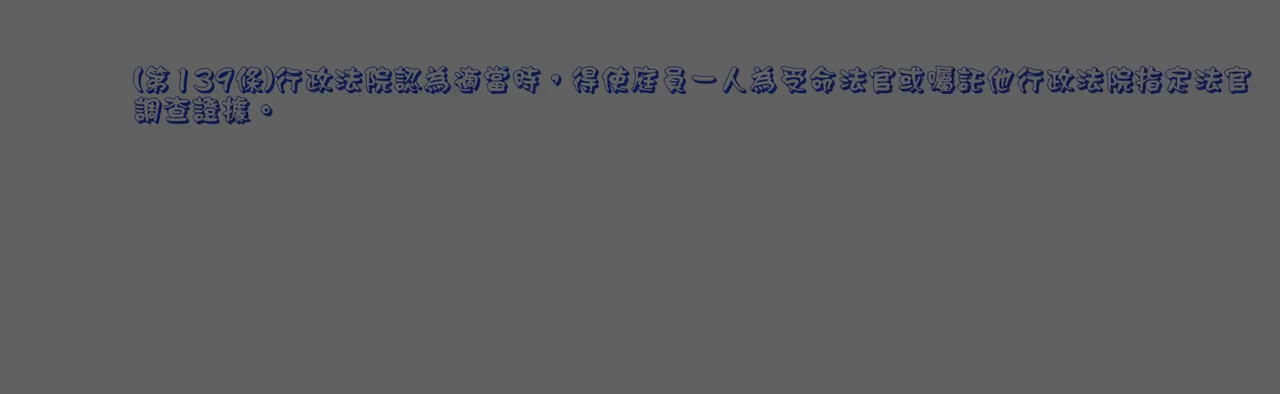 (第139條)行政法院認為適當時，得使庭員一人為受命法官或囑託他行政法院指定法官
調查證據。